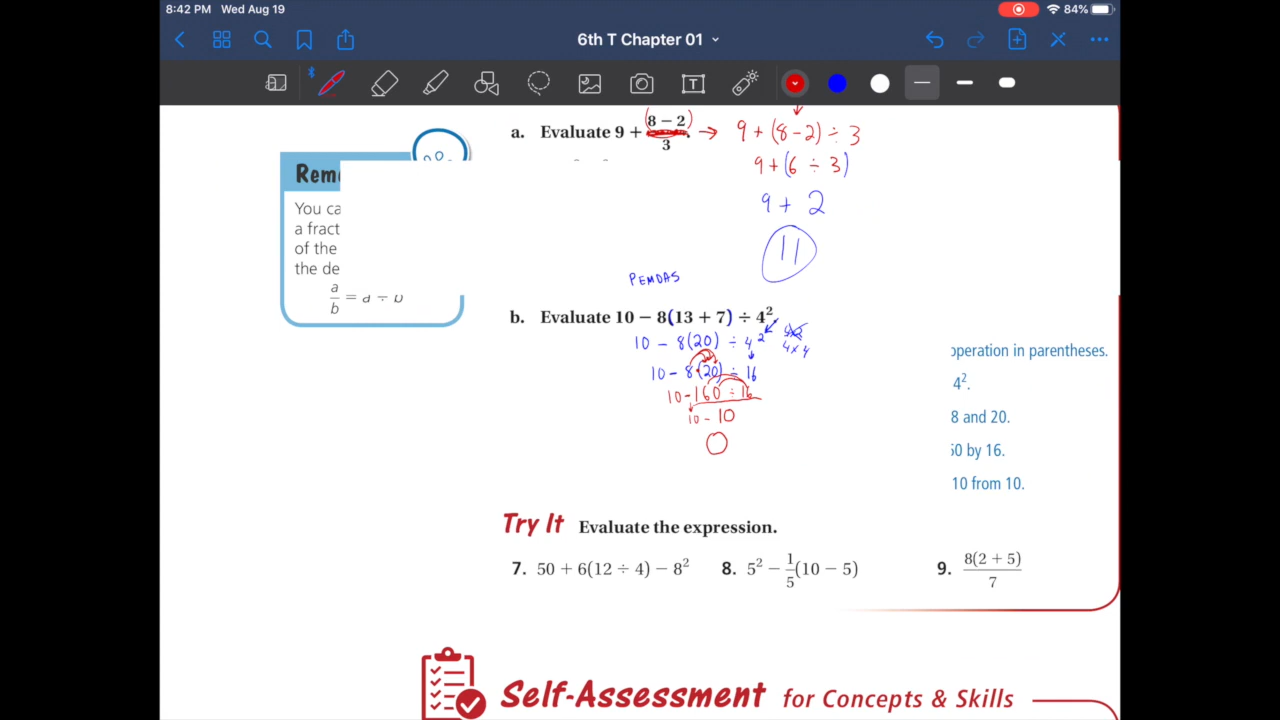 8:42 PM Wed Aug 19 84%
6th T Chapter 01
a. Evaluate 9 + (8 − 2)/3. → 9 + (8 − 2) ÷ 3
9 + (6 ÷ 3)
9 + 2
11
You ca
a fract
of the
the de
a/b = a ÷ b
PEMDAS
b. Evaluate 10 − 8(13 + 7) ÷ 4².
10 − 8(20) ÷ 4²
4×4
10 − 8(20) ÷ 16
10 − 160 ÷ 16
10 − 10
0
operation in parentheses.
4².
8 and 20.
60 by 16.
10 from 10.
Try It Evaluate the expression.
7. 50 + 6(12 ÷ 4) − 8² 8. 5² − 1/5(10 − 5) 9. 8(2 + 5)/7
Self-Assessment for Concepts & Skills